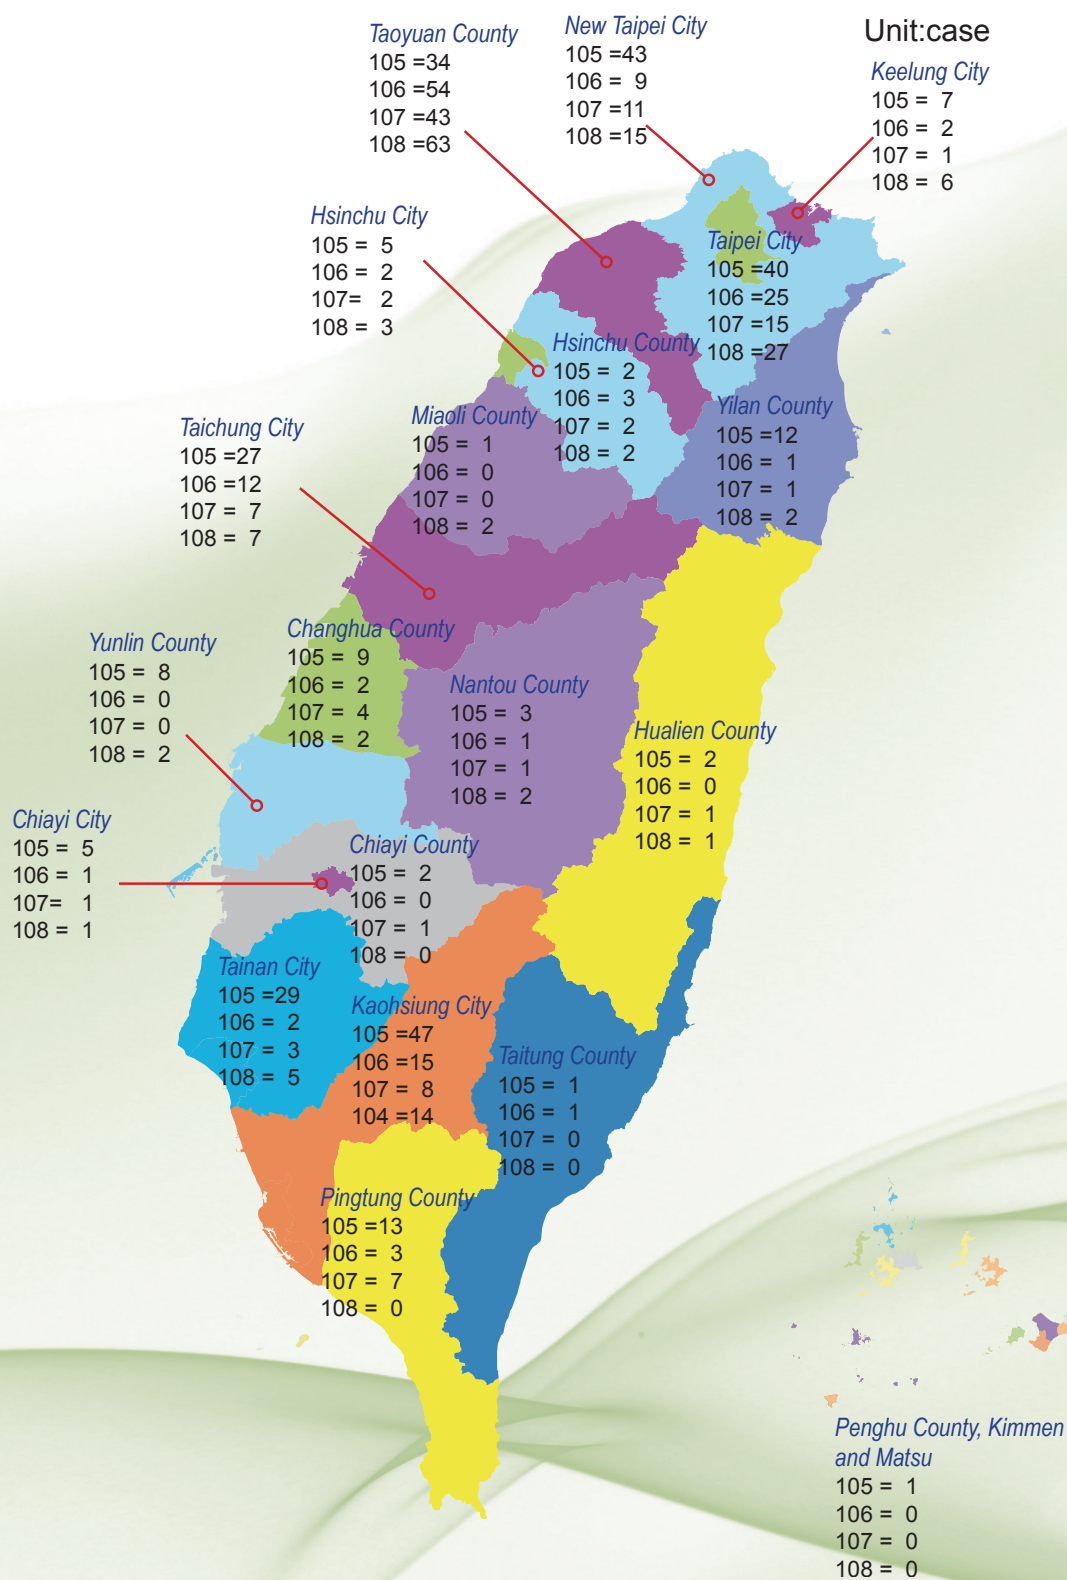 Unit:case
Taoyuan County
105 =34
106 =54
107 =43
108 =63
New Taipei City
105 =43
106 = 9
107 =11
108 =15
Keelung City
105 = 7
106 = 2
107 = 1
108 = 6
Hsinchu City
105 = 5
106 = 2
107= 2
108 = 3
Taipei City
105 =40
106 =25
107 =15
108 =27
Hsinchu County
105 = 2
106 = 3
107 = 2
108 = 2
Miaoli County
105 = 1
106 = 0
107 = 0
108 = 2
Yilan County
105 =12
106 = 1
107 = 1
108 = 2
Taichung City
105 =27
106 =12
107 = 7
108 = 7
Yunlin County
105 = 8
106 = 0
107 = 0
108 = 2
Changhua County
105 = 9
106 = 2
107 = 4
108 = 2
Nantou County
105 = 3
106 = 1
107 = 1
108 = 2
Hualien County
105 = 2
106 = 0
107 = 1
108 = 1
Chiayi City
105 = 5
106 = 1
107= 1
108 = 1
Chiayi County
105 = 2
106 = 0
107 = 1
108 = 0
Tainan City
105 =29
106 = 2
107 = 3
108 = 5
Kaohsiung City
105 =47
106 =15
107 = 8
104 =14
Taitung County
105 = 1
106 = 1
107 = 0
108 = 0
Pingtung County
105 =13
106 = 3
107 = 7
108 = 0
Penghu County, Kimmen
and Matsu
105 = 1
106 = 0
107 = 0
108 = 0